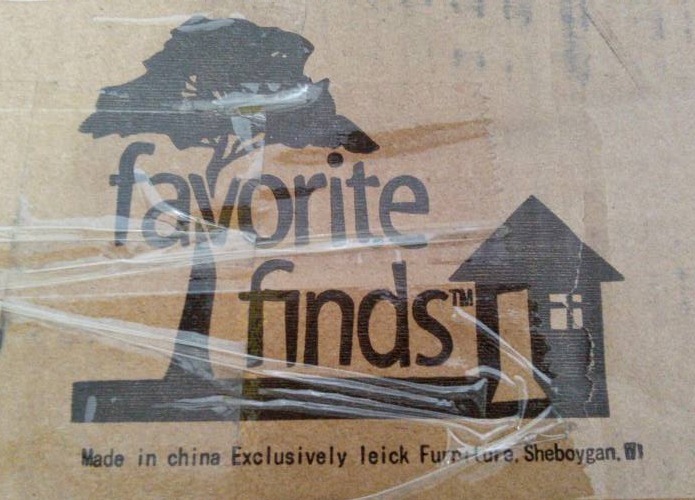 favorite
finds™
Made in china Exclusively leick Furniture, Sheboygan, WI